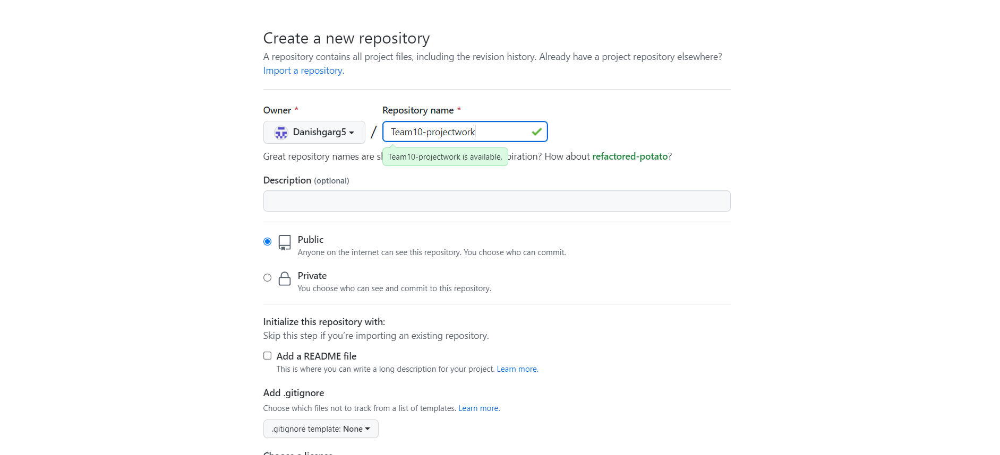 Create a new repository
A repository contains all project files, including the revision history. Already have a project repository elsewhere?
Import a repository.
Owner *
Repository name *
Danishgarg5
/
Team10-projectwork
Great repository names are
Team10-projectwork is available.
? How about refactored-potato?
Description (optional)
Public
Anyone on the internet can see this repository. You choose who can commit.
Private
You choose who can see and commit to this repository.
Initialize this repository with:
Skip this step if you’re importing an existing repository.
Add a README file
This is where you can write a long description for your project. Learn more.
Add .gitignore
Choose which files not to track from a list of templates. Learn more.
.gitignore template: None
Choose a license